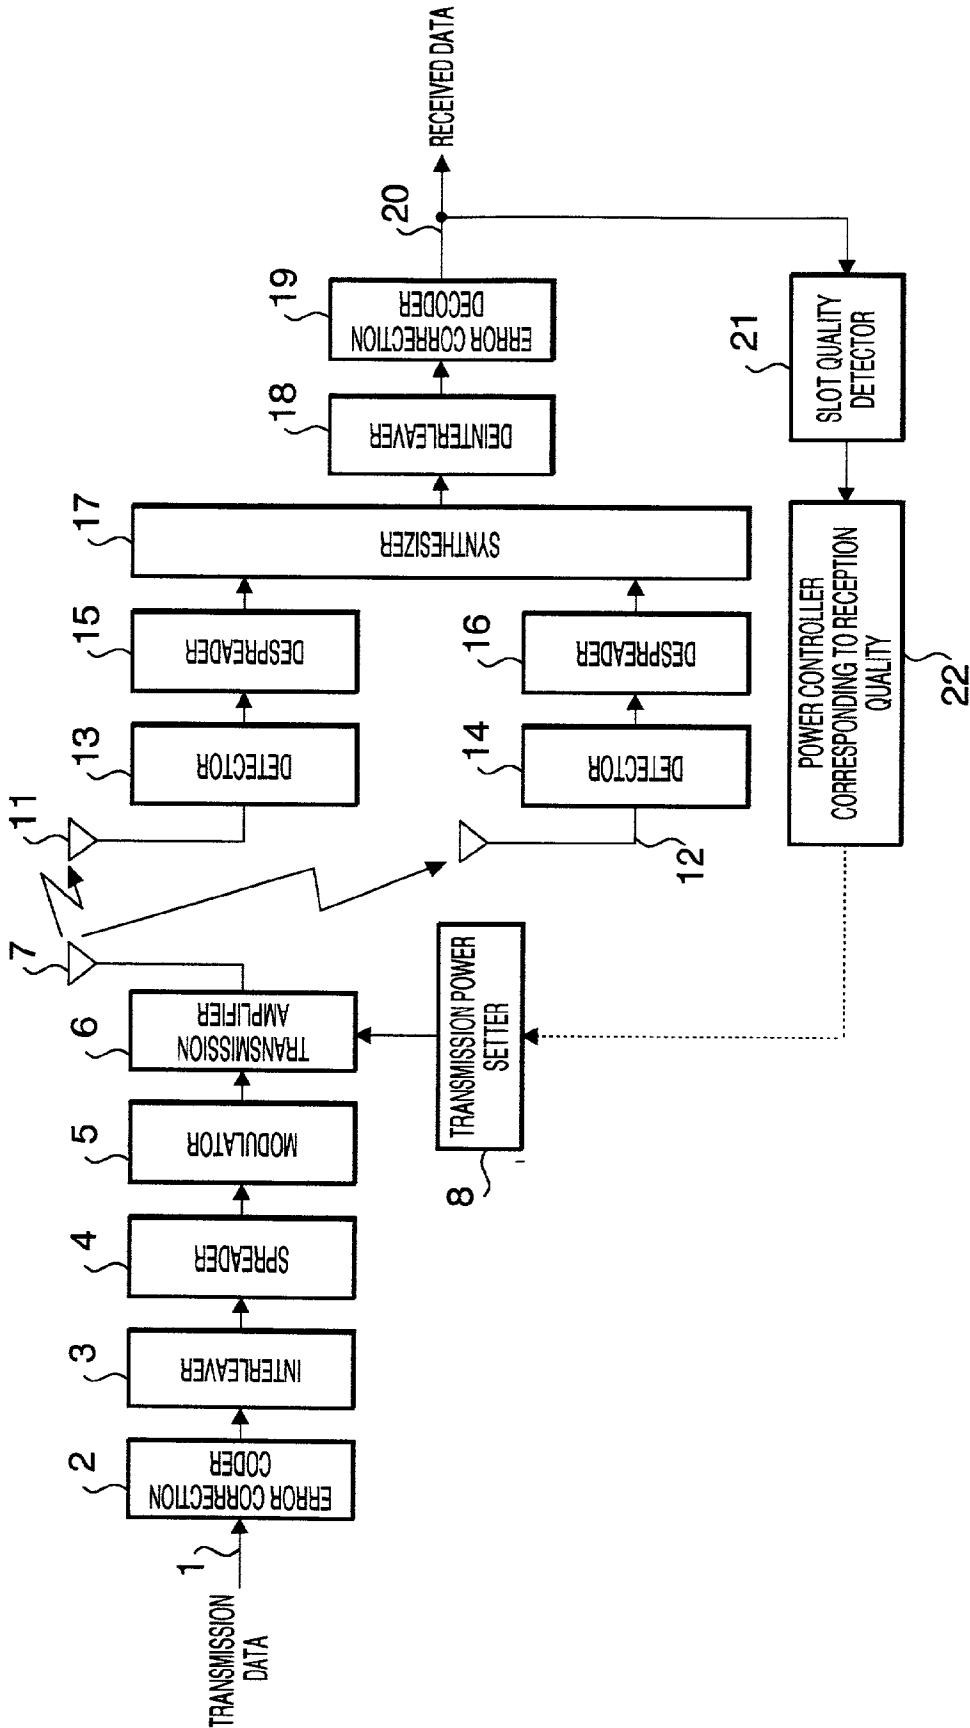 TRANSMISSION
DATA
1
2
ERROR CORRECTION
CODER
3
INTERLEAVER
4
SPREADER
5
MODULATOR
6
TRANSMISSION
AMPLIFIER
7
8
TRANSMISSION POWER
SETTER
11
12
13
DETECTOR
14
DETECTOR
15
DESPREADER
16
DESPREADER
17
SYNTHESIZER
18
DEINTERLEAVER
19
ERROR CORRECTION
DECODER
20
RECEIVED DATA
21
SLOT QUALITY
DETECTOR
22
POWER CONTROLLER
CORRESPONDING TO RECEPTION
QUALITY